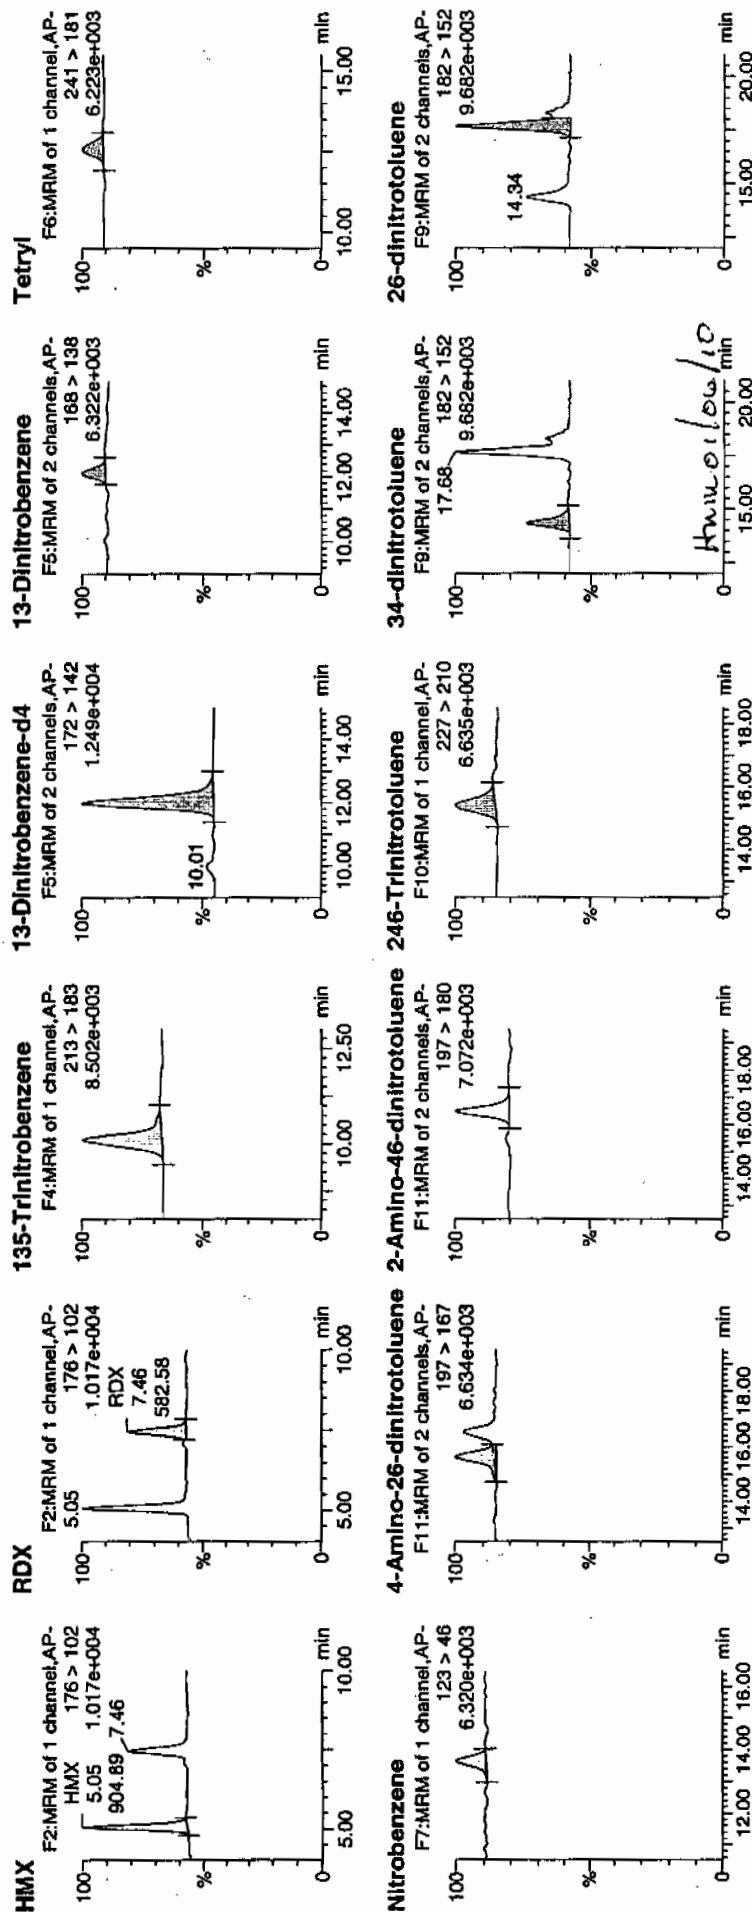 HMX
F2:MRM of 1 channel,AP-
HMX 176 > 102
5.05 1.017e+004
904.89 7.46
100
%
0
5.00 10.00 min
RDX
F2:MRM of 1 channel,AP-
5.05 176 > 102
1.017e+004
RDX
7.46
582.58
100
%
0
5.00 10.00 min
135-Trinitrobenzene
F4:MRM of 1 channel,AP-
213 > 183
8.502e+003
100
%
0
10.00 12.50 min
13-Dinitrobenzene-d4
F5:MRM of 2 channels,AP-
172 > 142
1.249e+004
100
10.01
%
0
10.00 12.00 14.00 min
13-Dinitrobenzene
F5:MRM of 2 channels,AP-
168 > 138
6.322e+003
100
%
0
10.00 12.00 14.00 min
Tetryl
F6:MRM of 1 channel,AP-
241 > 181
6.223e+003
100
%
0
10.00 15.00 min
Nitrobenzene
F7:MRM of 1 channel,AP-
123 > 46
6.320e+003
100
%
0
12.00 14.00 16.00 min
4-Amino-26-dinitrotoluene
F11:MRM of 2 channels,AP-
197 > 167
6.634e+003
100
%
0
14.00 16.00 18.00 min
2-Amino-46-dinitrotoluene
F11:MRM of 2 channels,AP-
197 > 180
7.072e+003
100
%
0
14.00 16.00 18.00 min
246-Trinitrotoluene
F10:MRM of 1 channel,AP-
227 > 210
6.635e+003
100
%
0
14.00 16.00 18.00 min
34-dinitrotoluene
F9:MRM of 2 channels,AP-
17.68 182 > 152
9.682e+003
100
%
0
15.00 20.00 min
01/06/10
26-dinitrotoluene
F9:MRM of 2 channels,AP-
182 > 152
9.682e+003
100
14.34
%
0
15.00 20.00 min